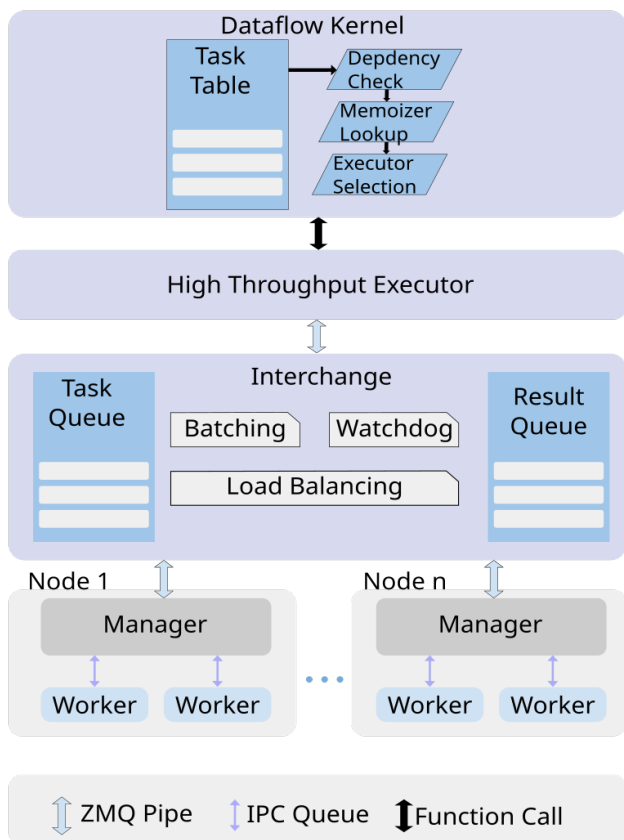 Dataflow Kernel
Task
Table
Depdency
Check
Memoizer
Lookup
Executor
Selection
High Throughput Executor
Interchange
Task
Queue
Batching
Watchdog
Load Balancing
Result
Queue
Node 1
Manager
Worker
Worker
Node n
Manager
Worker
Worker
ZMQ Pipe
IPC Queue
Function Call